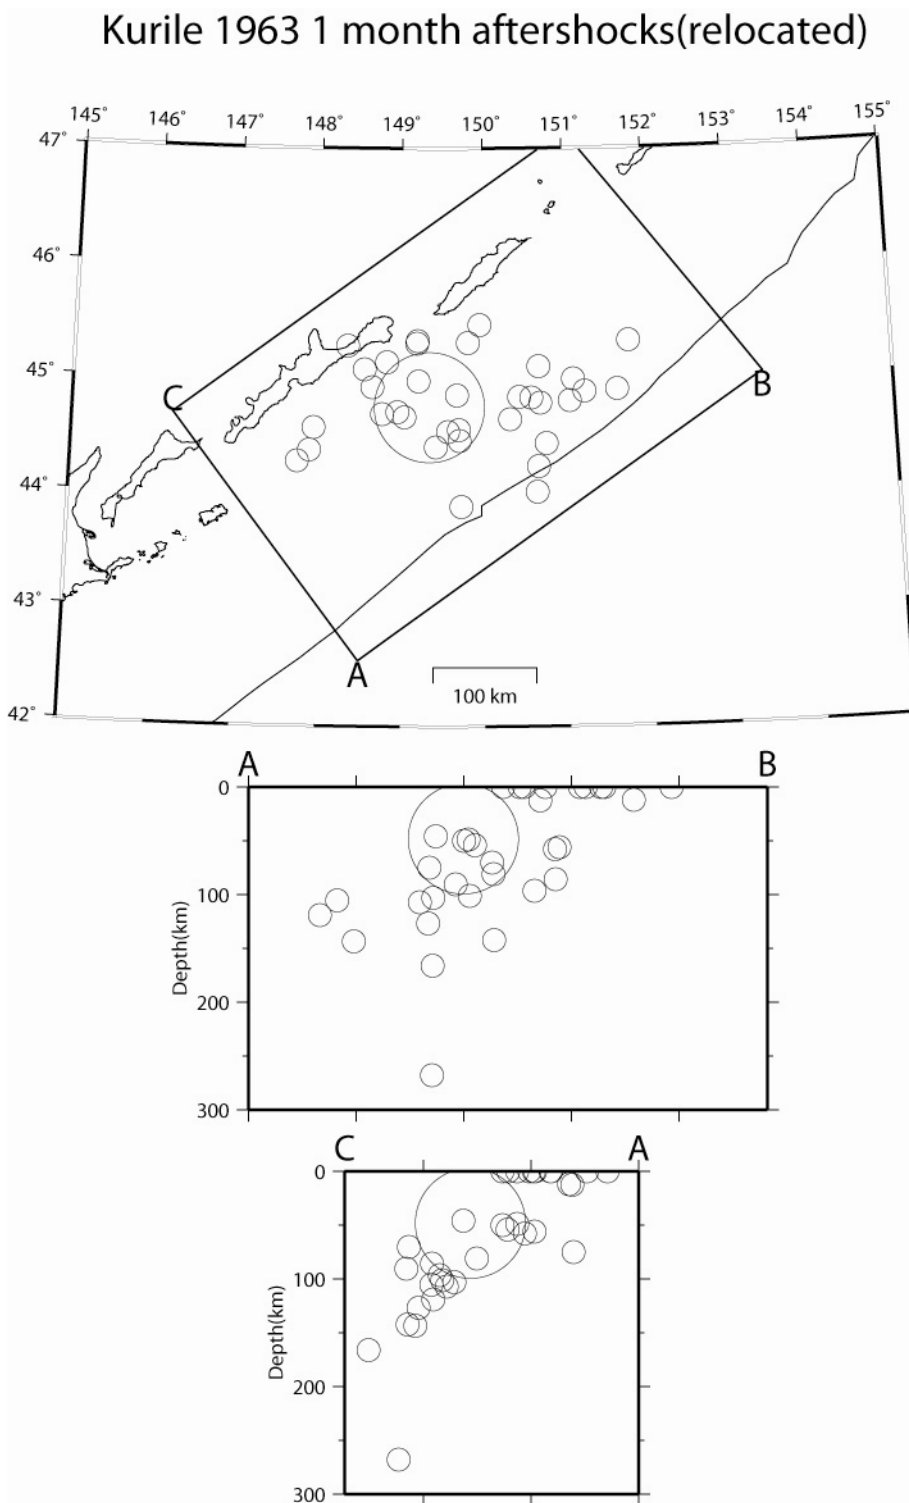 Kurile 1963 1 month aftershocks(relocated)
145° 146° 147° 148° 149° 150° 151° 152° 153° 154° 155°
47°
46°
45°
C
B
44°
43°
A
100 km
42°
A B
0
100
Depth(km)
200
300
C A
0
100
Depth(km)
200
300